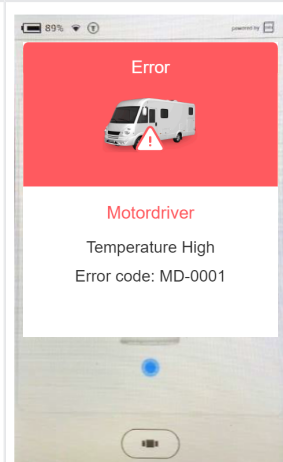 89%
powered by
Error
Motordriver
Temperature High
Error code: MD-0001